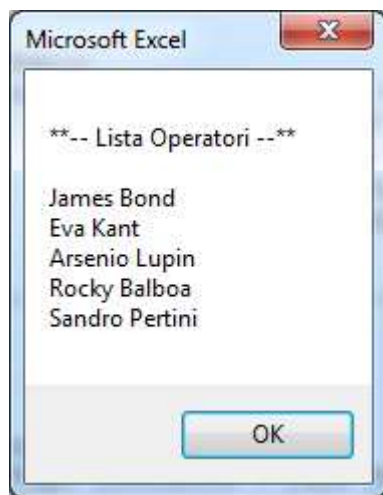 Microsoft Excel
**-- Lista Operatori --**
James Bond
Eva Kant
Arsenio Lupin
Rocky Balboa
Sandro Pertini
OK